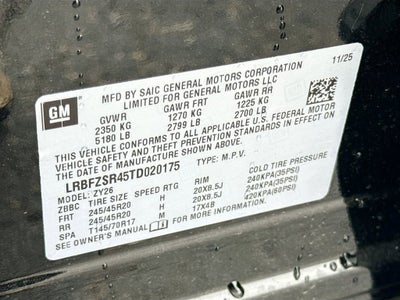 GM
MFD BY SAIC GENERAL MOTORS CORPORATION
LIMITED FOR GENERAL MOTORS LLC
11/25
GVWR GAWR FRT GAWR RR
2350 KG 1270 KG 1225 KG
5180 LB 2799 LB 2700 LB
THIS VEHICLE CONFORMS TO ALL APPLICABLE U.S. FEDERAL MOTOR
VEHICLE SAFETY, BUMPER, AND THEFT PREVENTION STANDARDS IN EFFECT ON
THE DATE OF MANUFACTURE SHOWN ABOVE.
LRBFZSR45TD020175 TYPE: M.P.V.
MODEL: ZY26
ZBBC TIRE SIZE SPEED RTG RIM COLD TIRE PRESSURE
FRT 245/45R20 H 20X8.5J 240KPA(35PSI)
RR 245/45R20 H 20X8.5J 240KPA(35PSI)
SPA T145/70R17 M 17X4B 420KPA(60PSI)
SEE OWNER'S MANUAL